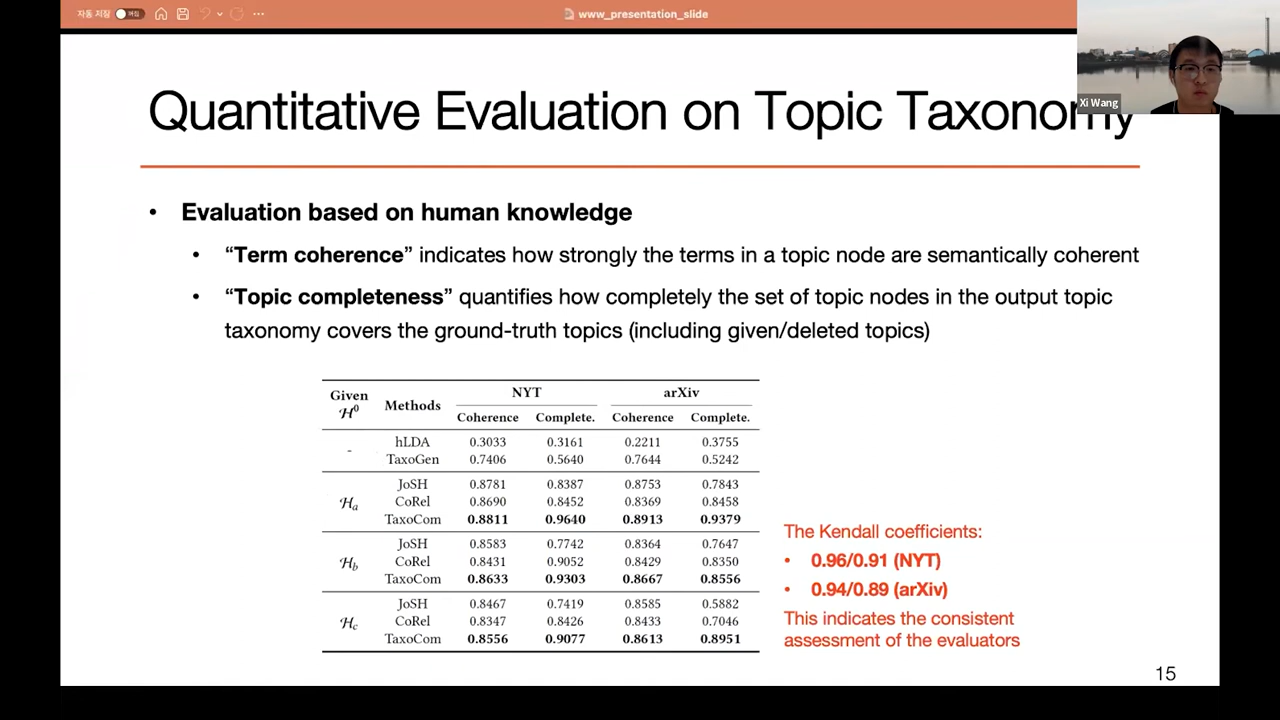 자동 저장 꺼짐 www_presentation_slide
Xi Wang
Quantitative Evaluation on Topic Taxonomy
• Evaluation based on human knowledge
• “Term coherence” indicates how strongly the terms in a topic node are semantically coherent
• “Topic completeness” quantifies how completely the set of topic nodes in the output topic
taxonomy covers the ground-truth topics (including given/deleted topics)
Given H⁰ Methods NYT arXiv
Coherence Complete. Coherence Complete.
- hLDA 0.3033 0.3161 0.2211 0.3755
TaxoGen 0.7406 0.5640 0.7644 0.5242
Hₐ JoSH 0.8781 0.8387 0.8753 0.7843
CoRel 0.8690 0.8452 0.8369 0.8458
TaxoCom 0.8811 0.9640 0.8913 0.9379
H_b JoSH 0.8583 0.7742 0.8364 0.7647
CoRel 0.8431 0.9052 0.8429 0.8350
TaxoCom 0.8633 0.9303 0.8667 0.8556
H_c JoSH 0.8467 0.7419 0.8585 0.5882
CoRel 0.8347 0.8426 0.8433 0.7046
TaxoCom 0.8556 0.9077 0.8613 0.8951
The Kendall coefficients:
• 0.96/0.91 (NYT)
• 0.94/0.89 (arXiv)
This indicates the consistent
assessment of the evaluators
15